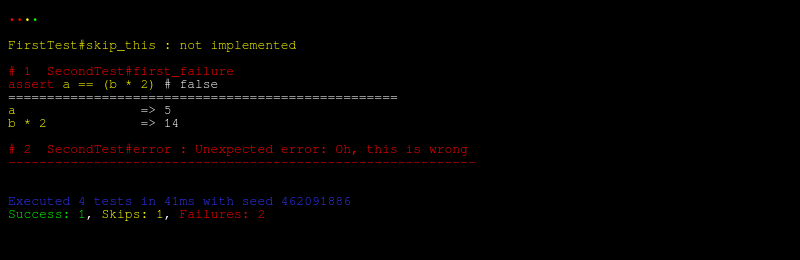 ....
FirstTest#skip_this : not implemented
# 1  SecondTest#first_failure
assert a == (b * 2) # false
==================================================
a                => 5
b * 2            => 14
# 2  SecondTest#error : Unexpected error: Oh, this is wrong
------------------------------------------------------------
Executed 4 tests in 41ms with seed 462091886
Success: 1, Skips: 1, Failures: 2